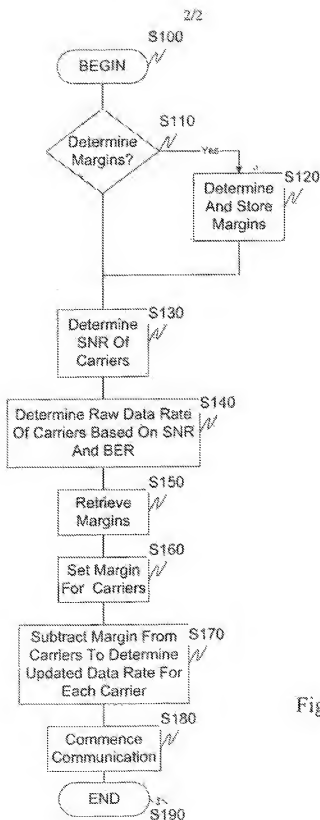 2/2
S100
BEGIN
S110
Determine
Margins?
Yes
S120
Determine
And Store
Margins
S130
Determine
SNR Of
Carriers
S140
Determine Raw Data Rate
Of Carriers Based On SNR
And BER
S150
Retrieve
Margins
S160
Set Margin
For Carriers
S170
Subtract Margin From
Carriers To Determine
Updated Data Rate For
Each Carrier
Fig
S180
Commence
Communication
END
S190